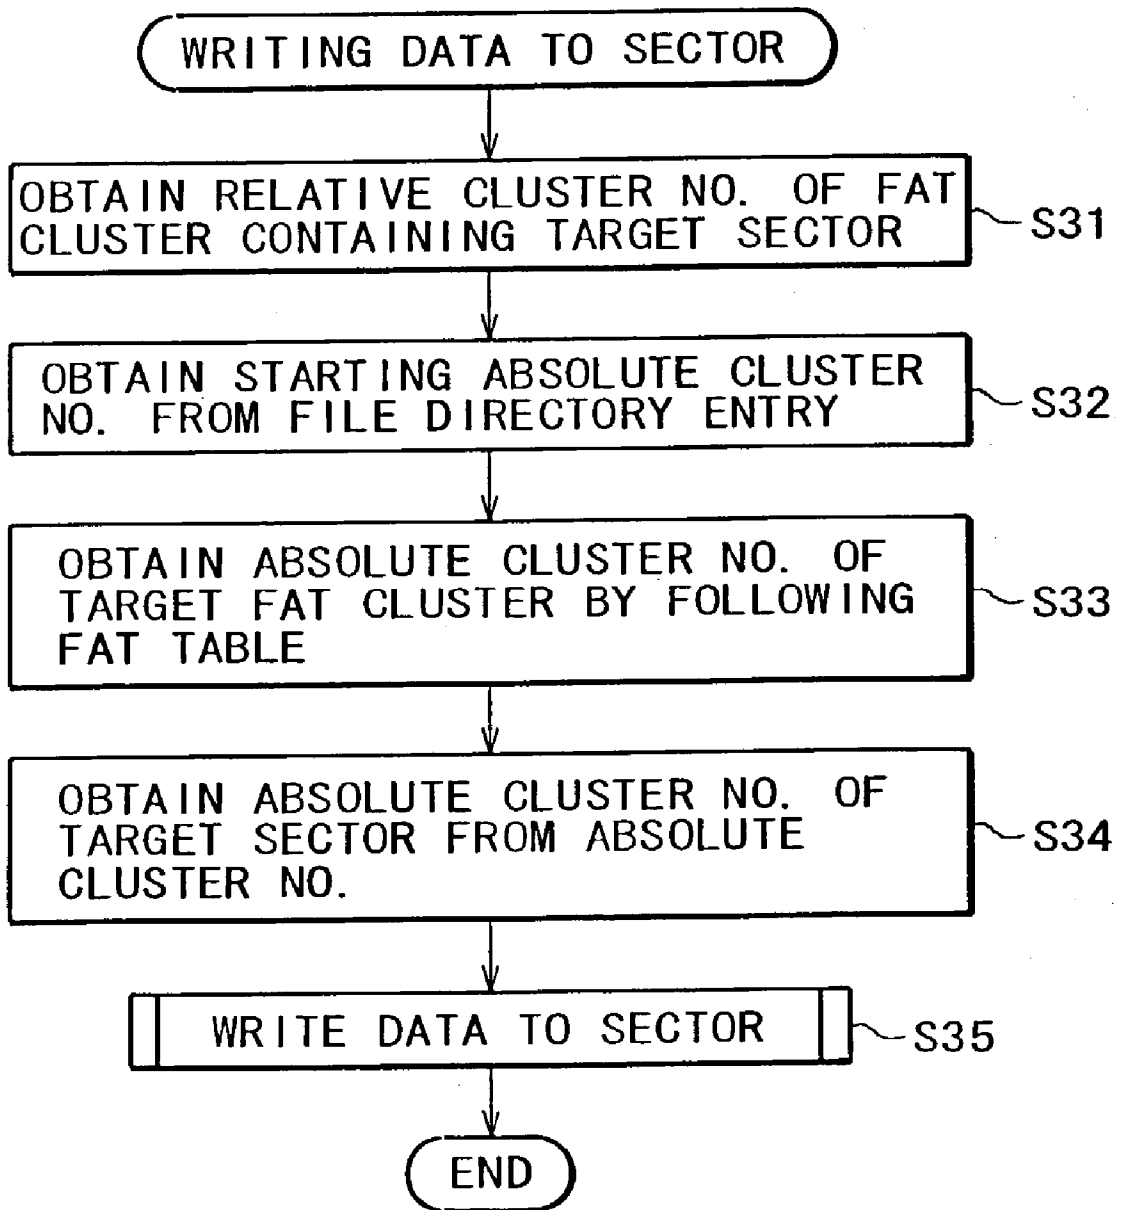 WRITING DATA TO SECTOR
OBTAIN RELATIVE CLUSTER NO. OF FAT
CLUSTER CONTAINING TARGET SECTOR
S31
OBTAIN STARTING ABSOLUTE CLUSTER
NO. FROM FILE DIRECTORY ENTRY
S32
OBTAIN ABSOLUTE CLUSTER NO. OF
TARGET FAT CLUSTER BY FOLLOWING
FAT TABLE
S33
OBTAIN ABSOLUTE CLUSTER NO. OF
TARGET SECTOR FROM ABSOLUTE
CLUSTER NO.
S34
WRITE DATA TO SECTOR
S35
END